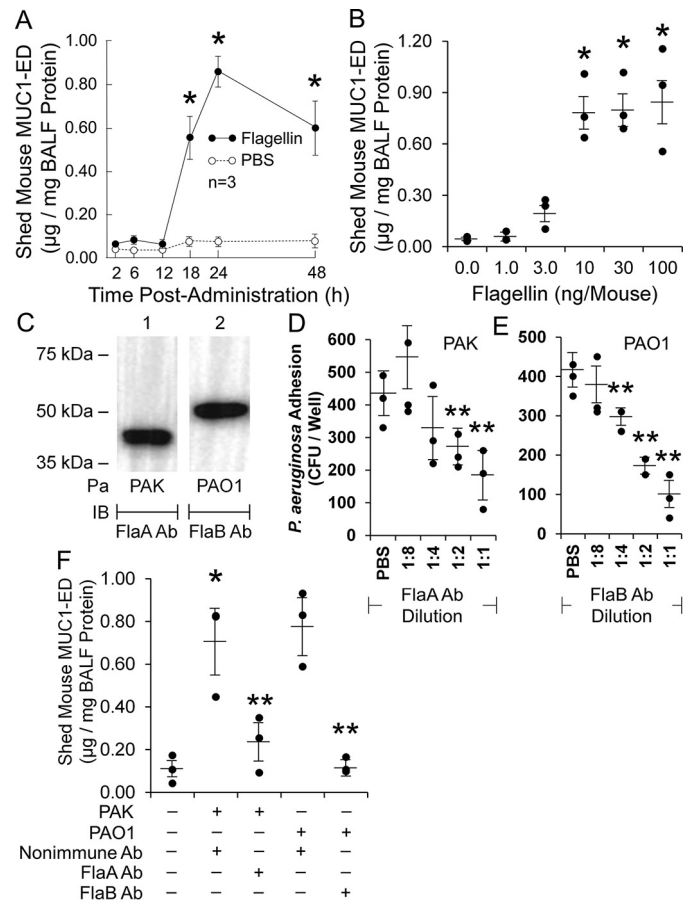 A
Shed Mouse MUC1-ED
(µg / mg BALF Protein)
1.00
0.80
0.60
0.40
0.20
0.00
*
*
*
Flagellin
PBS
n=3
2 6 12 18 24 48
Time Post-Administration (h)
B
Shed Mouse MUC1-ED
(µg / mg BALF Protein)
1.20
0.90
0.60
0.30
0.00
* * *
0.0 1.0 3.0 10 30 100
Flagellin (ng/Mouse)
C
1 2
75 kDa –
50 kDa –
35 kDa –
Pa PAK PAO1
IB
FlaA Ab FlaB Ab
D
PAK
P. aeruginosa Adhesion
(CFU / Well)
600
500
400
300
200
100
0
** **
PBS 1:8 1:4 1:2 1:1
FlaA Ab
Dilution
E
PAO1
500
400
300
200
100
0
**
**
**
PBS 1:8 1:4 1:2 1:1
FlaB Ab
Dilution
F
Shed Mouse MUC1-ED
(µg / mg BALF Protein)
1.00
0.80
0.60
0.40
0.20
0.00
*
**
**
PAK – + + – –
PAO1 – – – + +
Nonimmune Ab – + – + –
FlaA Ab – – + – –
FlaB Ab – – – – +